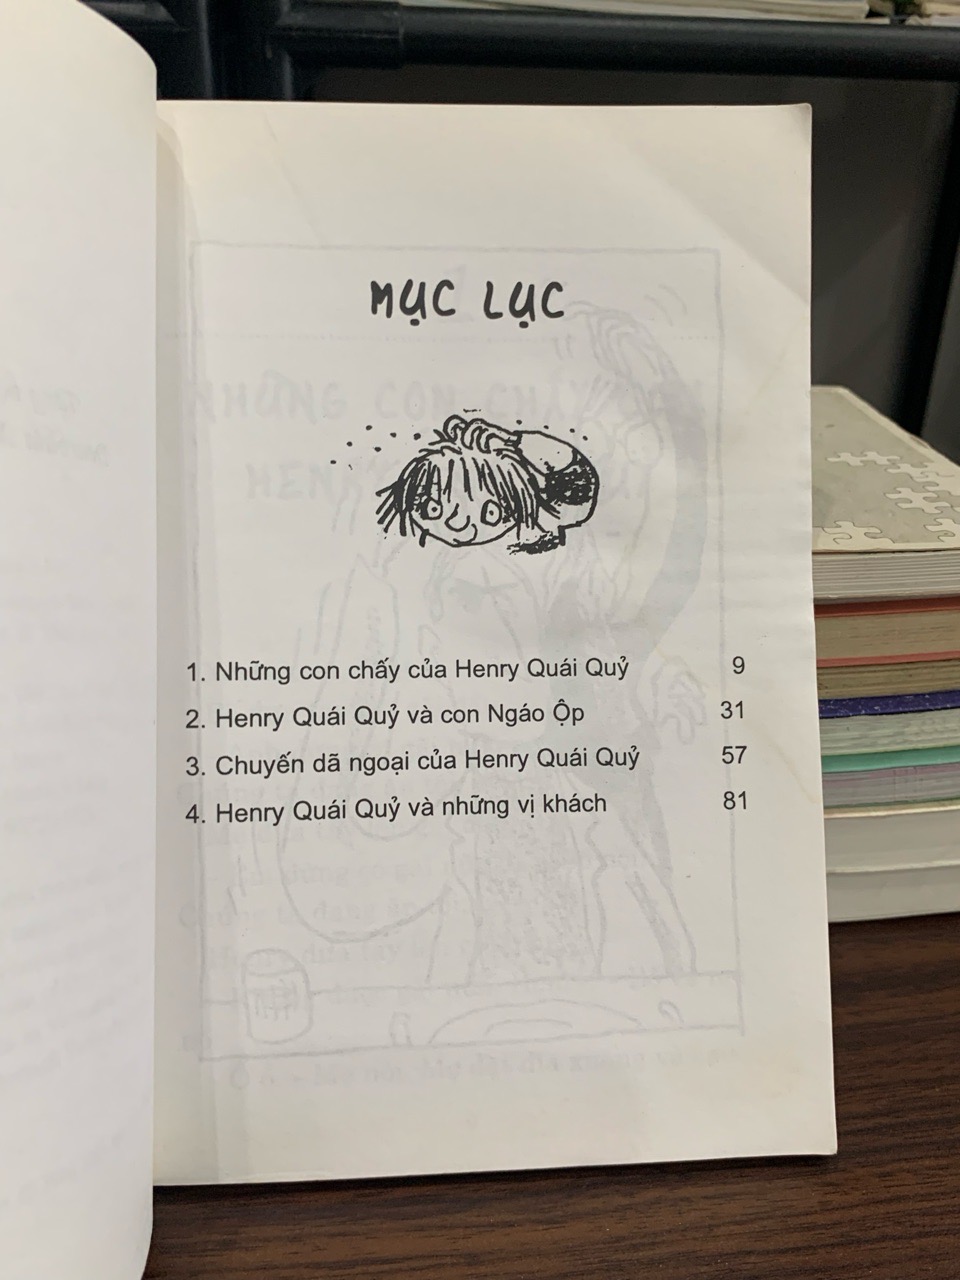 MỤC LỤC
1. Những con chấy của Henry Quái Quỷ 9
2. Henry Quái Quỷ và con Ngáo Ộp 31
3. Chuyến dã ngoại của Henry Quái Quỷ 57
4. Henry Quái Quỷ và những vị khách 81